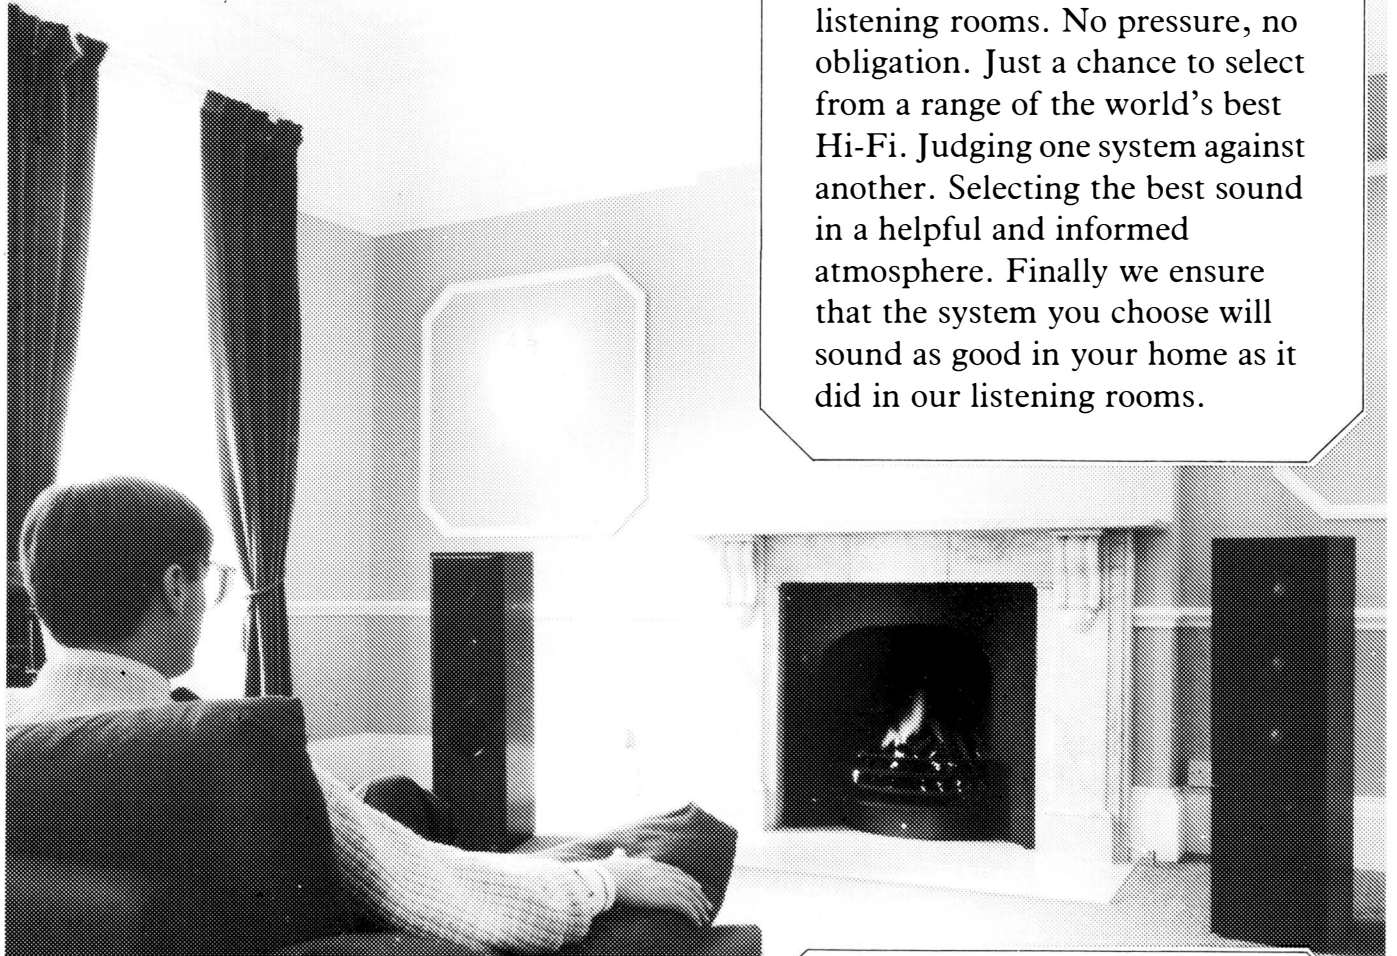 listening rooms. No pressure, no
obligation. Just a chance to select
from a range of the world's best
Hi-Fi. Judging one system against
another. Selecting the best sound
in a helpful and informed
atmosphere. Finally we ensure
that the system you choose will
sound as good in your home as it
did in our listening rooms.